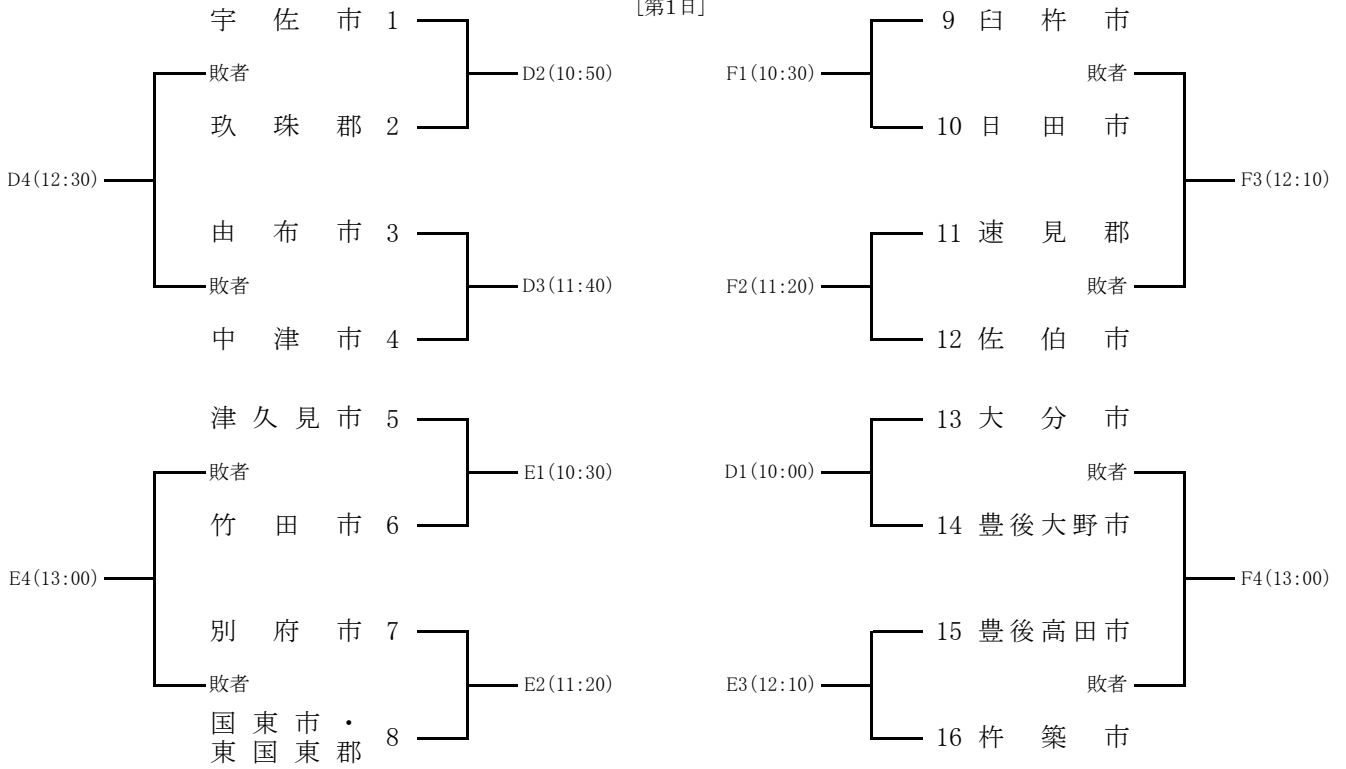 [第1日]
宇佐市 1
敗者
D2(10:50)
玖珠郡 2
D4(12:30)
由布市 3
敗者
D3(11:40)
中津市 4
津久見市 5
敗者
E1(10:30)
竹田市 6
E4(13:00)
別府市 7
敗者
E2(11:20)
国東市・
東国東郡 8
9 臼杵市
F1(10:30)
敗者
10 日田市
F3(12:10)
11 速見郡
F2(11:20)
敗者
12 佐伯市
13 大分市
D1(10:00)
敗者
14 豊後大野市
F4(13:00)
15 豊後高田市
E3(12:10)
敗者
16 杵築市